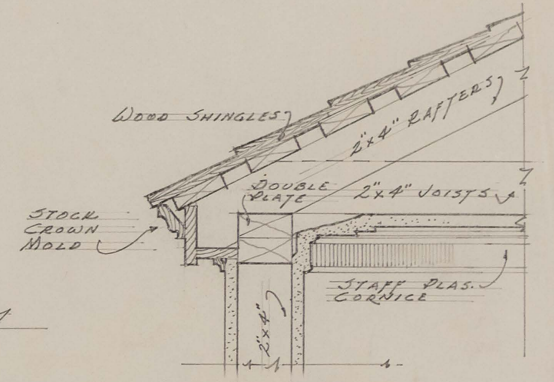 WOOD SHINGLES
2"x4" RAFTERS
DOUBLE
PLATE
2"x4" JOISTS
STOCK
CROWN
MOLD
STAFF PLAS.
CORNICE
2"x4"